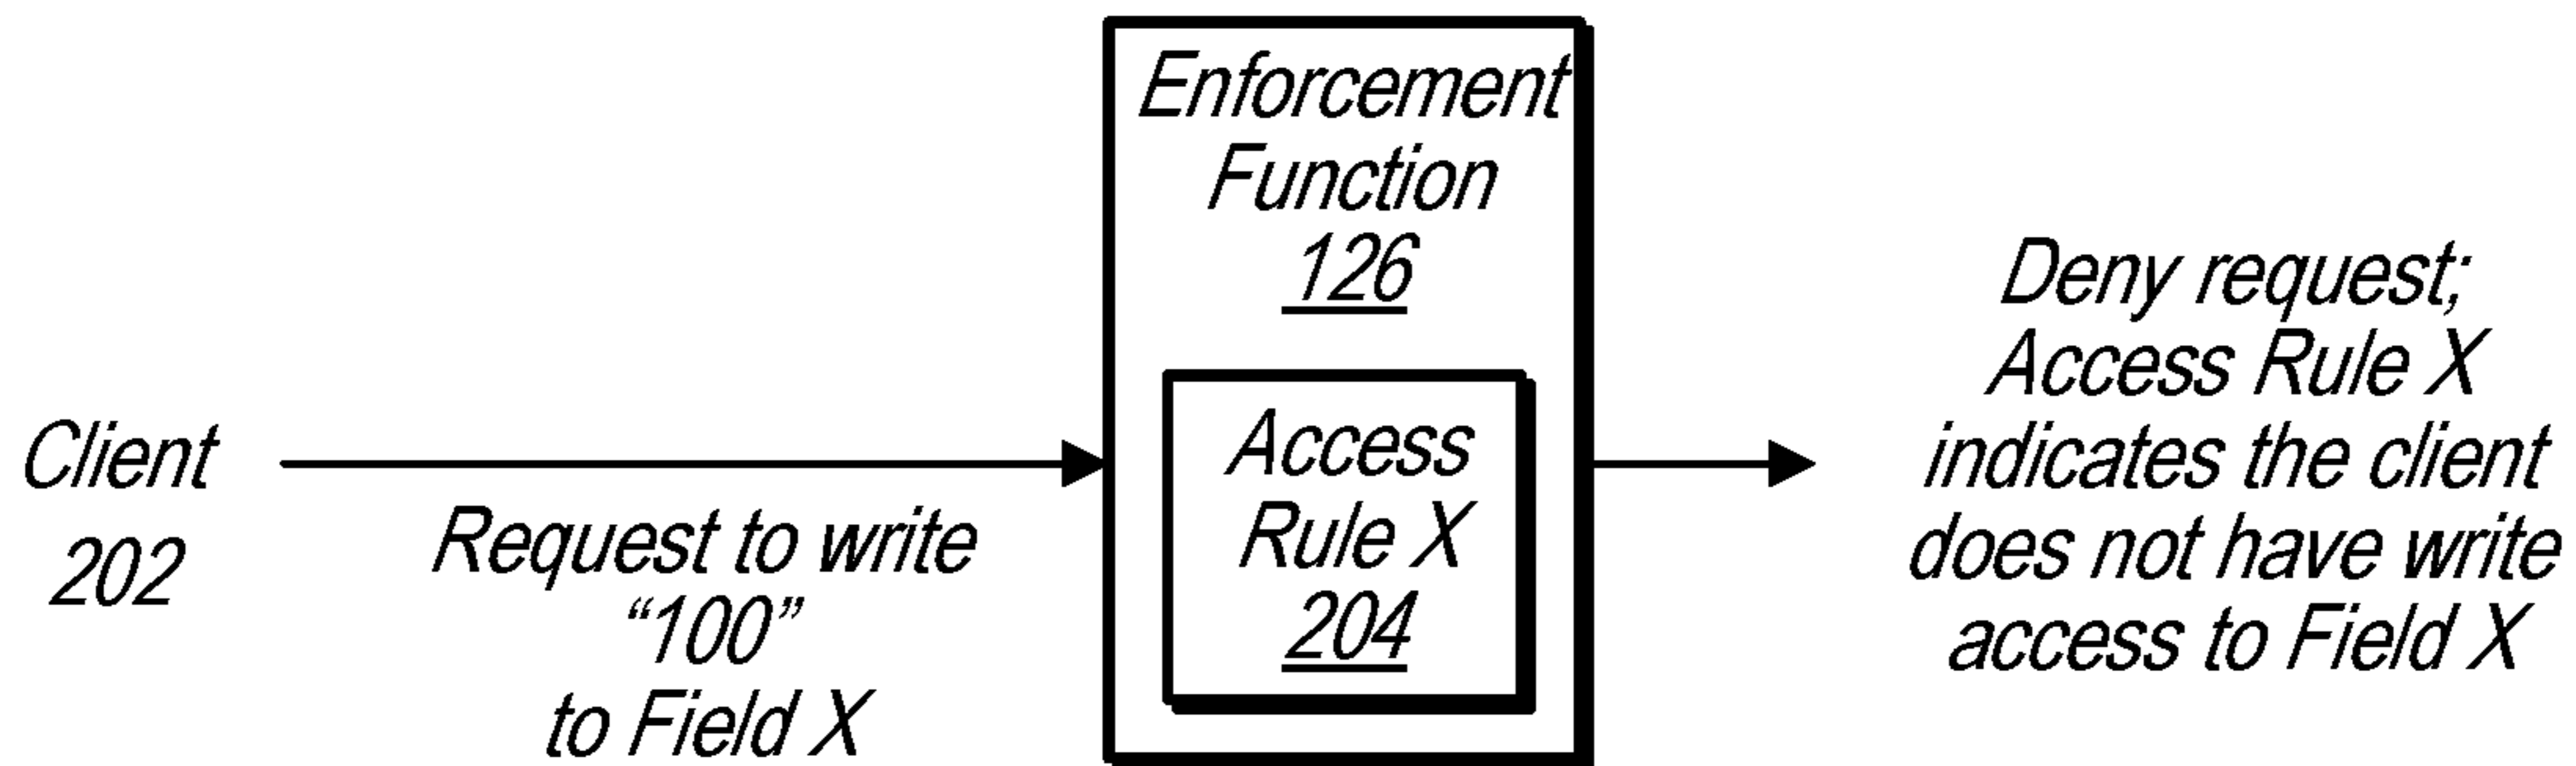 Client
202
Request to write
“100”
to Field X
Enforcement
Function
126
Access
Rule X
204
Deny request;
Access Rule X
indicates the client
does not have write
access to Field X